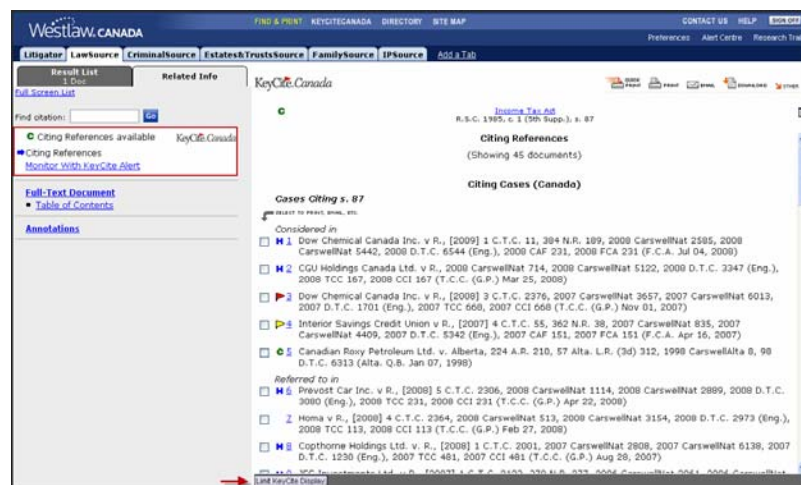 Westlaw. CANADA
FIND & PRINT KEYCITECANADA DIRECTORY SITE MAP
CONTACT US HELP SIGN OFF
Preferences Alert Centre Research Trail
Litigator LawSource CriminalSource Estates&TrustsSource FamilySource IPSource Add a Tab
Result List
1 Doc
Related Info
Full Screen List
Find citation: Go
C Citing References available KeyCite.Canada
Citing References
Monitor With KeyCite Alert
Full-Text Document
Table of Contents
Annotations
KeyCite.Canada
QUICK PRINT PRINT EMAIL DOWNLOAD OTHER
C
Income Tax Act
R.S.C. 1985, c. 1 (5th Supp.), s. 87
Citing References
(Showing 45 documents)
Citing Cases (Canada)
Cases Citing s. 87
SELECT TO PRINT, EMAIL, ETC.
Considered in
H 1 Dow Chemical Canada Inc. v R., [2009] 1 C.T.C. 11, 384 N.R. 189, 2008 CarswellNat 2585, 2008
CarswellNat 5442, 2008 D.T.C. 6544 (Eng.), 2008 CAF 231, 2008 FCA 231 (F.C.A. Jul 04, 2008)
H 2 CGU Holdings Canada Ltd. v R., 2008 CarswellNat 714, 2008 CarswellNat 5122, 2008 D.T.C. 3347 (Eng.),
2008 TCC 167, 2008 CCI 167 (T.C.C. (G.P.) Mar 25, 2008)
3 Dow Chemical Canada Inc. v R., [2008] 3 C.T.C. 2376, 2007 CarswellNat 3657, 2007 CarswellNat 6013,
2007 D.T.C. 1701 (Eng.), 2007 TCC 668, 2007 CCI 668 (T.C.C. (G.P.) Nov 01, 2007)
4 Interior Savings Credit Union v R., [2007] 4 C.T.C. 55, 362 N.R. 38, 2007 CarswellNat 835, 2007
CarswellNat 4409, 2007 D.T.C. 5342 (Eng.), 2007 CAF 151, 2007 FCA 151 (F.C.A. Apr 16, 2007)
C 5 Canadian Roxy Petroleum Ltd. v. Alberta, 224 A.R. 210, 57 Alta. L.R. (3d) 312, 1998 CarswellAlta 8, 98
D.T.C. 6313 (Alta. Q.B. Jan 07, 1998)
Referred to in
H 6 Prevost Car Inc. v R., [2008] 5 C.T.C. 2306, 2008 CarswellNat 1114, 2008 CarswellNat 2889, 2008 D.T.C.
3080 (Eng.), 2008 TCC 231, 2008 CCI 231 (T.C.C. (G.P.) Apr 22, 2008)
7 Homa v R., [2008] 4 C.T.C. 2364, 2008 CarswellNat 513, 2008 CarswellNat 3154, 2008 D.T.C. 2973 (Eng.),
2008 TCC 113, 2008 CCI 113 (T.C.C. (G.P.) Feb 27, 2008)
H 8 Copthorne Holdings Ltd. v R., [2008] 1 C.T.C. 2001, 2007 CarswellNat 2808, 2007 CarswellNat 6138, 2007
D.T.C. 1230 (Eng.), 2007 TCC 481, 2007 CCI 481 (T.C.C. (G.P.) Aug 28, 2007)
Limit KeyCite Display